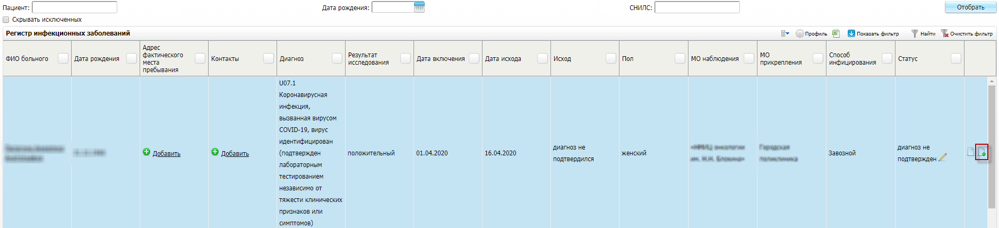 Пациент: Дата рождения: СНИЛС: Отобрать
Скрывать исключенных
Регистр инфекционных заболеваний Профиль Показать фильтр Найти Очистить фильтр
ФИО больного
Дата рождения
Адрес
фактического
места
пребывания
Контакты
Диагноз
Результат
исследования
Дата включения
Дата исхода
Исход
Пол
МО наблюдения
МО
прикрепления
Способ
инфицирования
Статус
Добавить
Добавить
U07.1
Коронавирусная
инфекция,
вызванная вирусом
COVID-19, вирус
идентифицирован
(подтвержден
лабораторным
тестированием
независимо от
тяжести клинических
признаков или
симптомов)
положительный
01.04.2020
16.04.2020
диагноз не
подтвердился
женский
Городская
поликлиника
Завозной
диагноз не
подтвержден